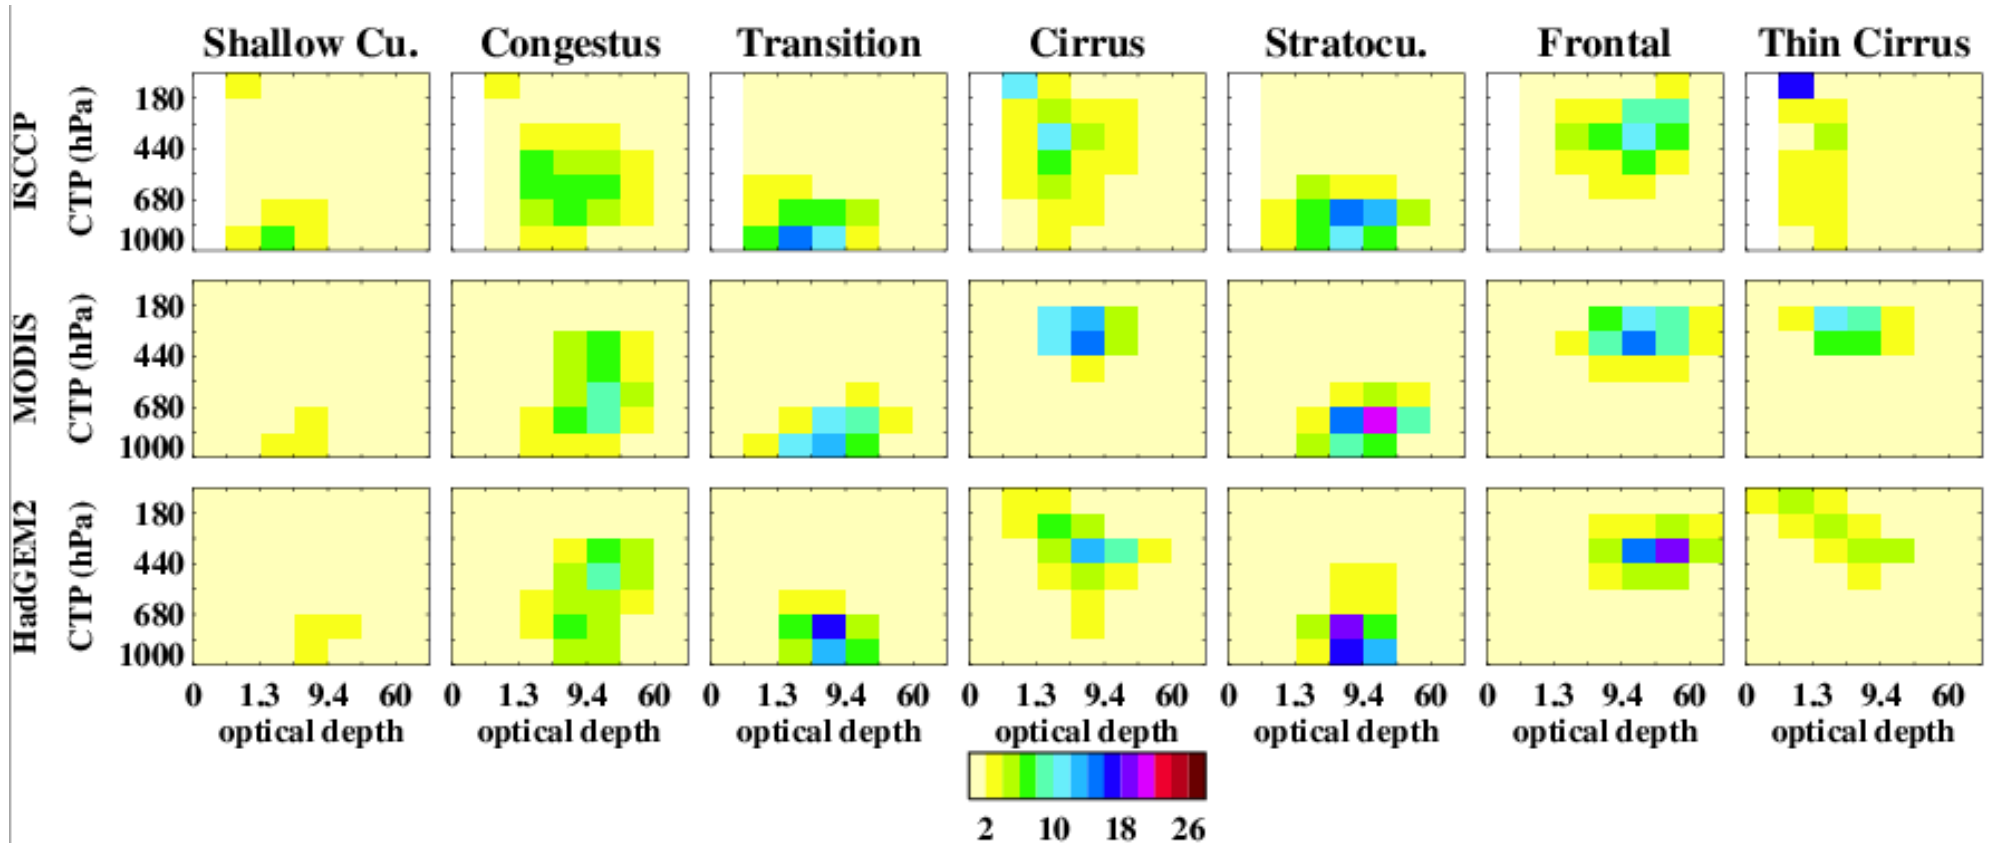 Shallow Cu. Congestus Transition Cirrus Stratocu. Frontal Thin Cirrus
ISCCP
CTP (hPa)
180
440
680
1000
MODIS
CTP (hPa)
180
440
680
1000
HadGEM2
CTP (hPa)
180
440
680
1000
0 1.3 9.4 60 0 1.3 9.4 60 0 1.3 9.4 60 0 1.3 9.4 60 0 1.3 9.4 60 0 1.3 9.4 60 0 1.3 9.4 60
optical depth optical depth optical depth optical depth optical depth optical depth optical depth
2 10 18 26